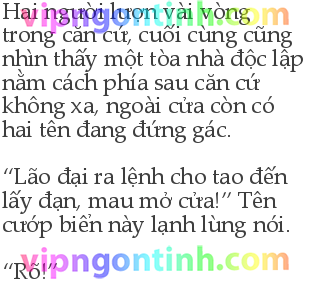 Hai người lượn vài vòng
trong căn cứ, cuối cùng cũng
nhìn thấy một tòa nhà độc lập
nằm cách phía sau căn cứ
không xa, ngoài cửa còn có
hai tên đang đứng gác.
“Lão đại ra lệnh cho tao đến
lấy đạn, mau mở cửa!” Tên
cướp biển này lạnh lùng nói.
vipngontinh.com
“Rõ!”
vipngontinh.com